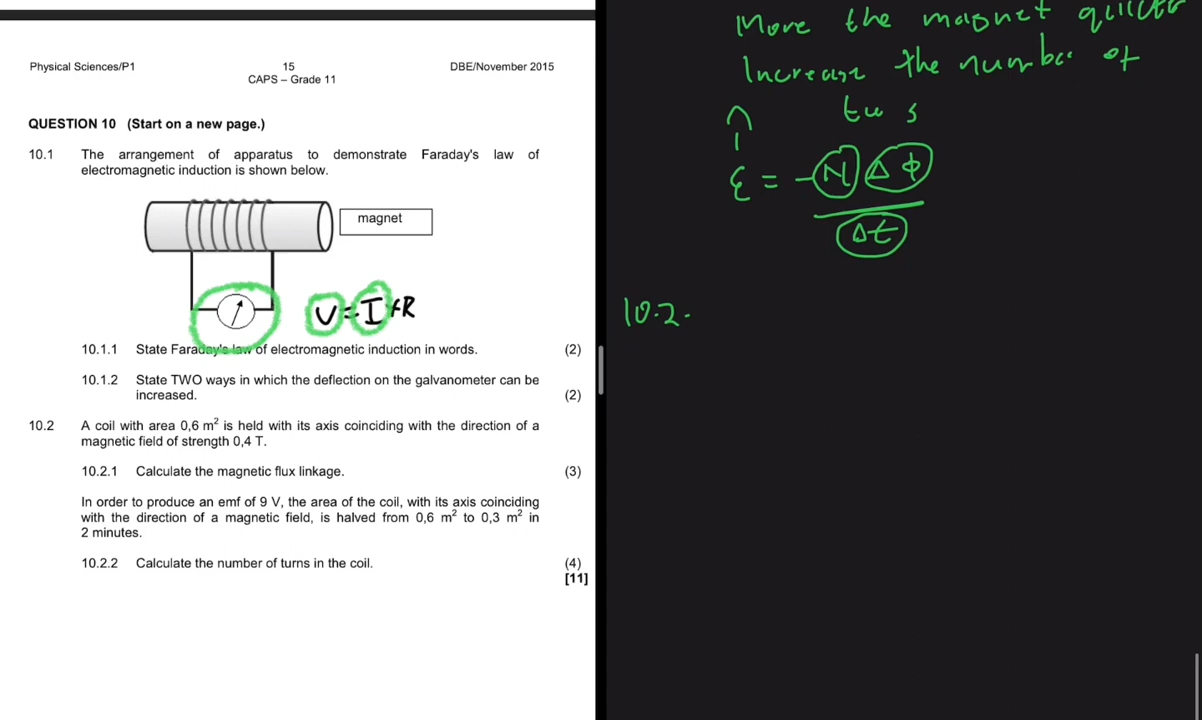 Physical Sciences/P1 15 DBE/November 2015
CAPS – Grade 11
QUESTION 10 (Start on a new page.)
10.1 The arrangement of apparatus to demonstrate Faraday's law of
electromagnetic induction is shown below.
magnet
V = I × R
10.1.1 State Faraday's law of electromagnetic induction in words. (2)
10.1.2 State TWO ways in which the deflection on the galvanometer can be
increased. (2)
10.2 A coil with area 0,6 m² is held with its axis coinciding with the direction of a
magnetic field of strength 0,4 T.
10.2.1 Calculate the magnetic flux linkage. (3)
In order to produce an emf of 9 V, the area of the coil, with its axis coinciding
with the direction of a magnetic field, is halved from 0,6 m² to 0,3 m² in
2 minutes.
10.2.2 Calculate the number of turns in the coil. (4)
[11]
Move the magnet
Increase the number of
ε = -N Δφ
Δt
10.2.